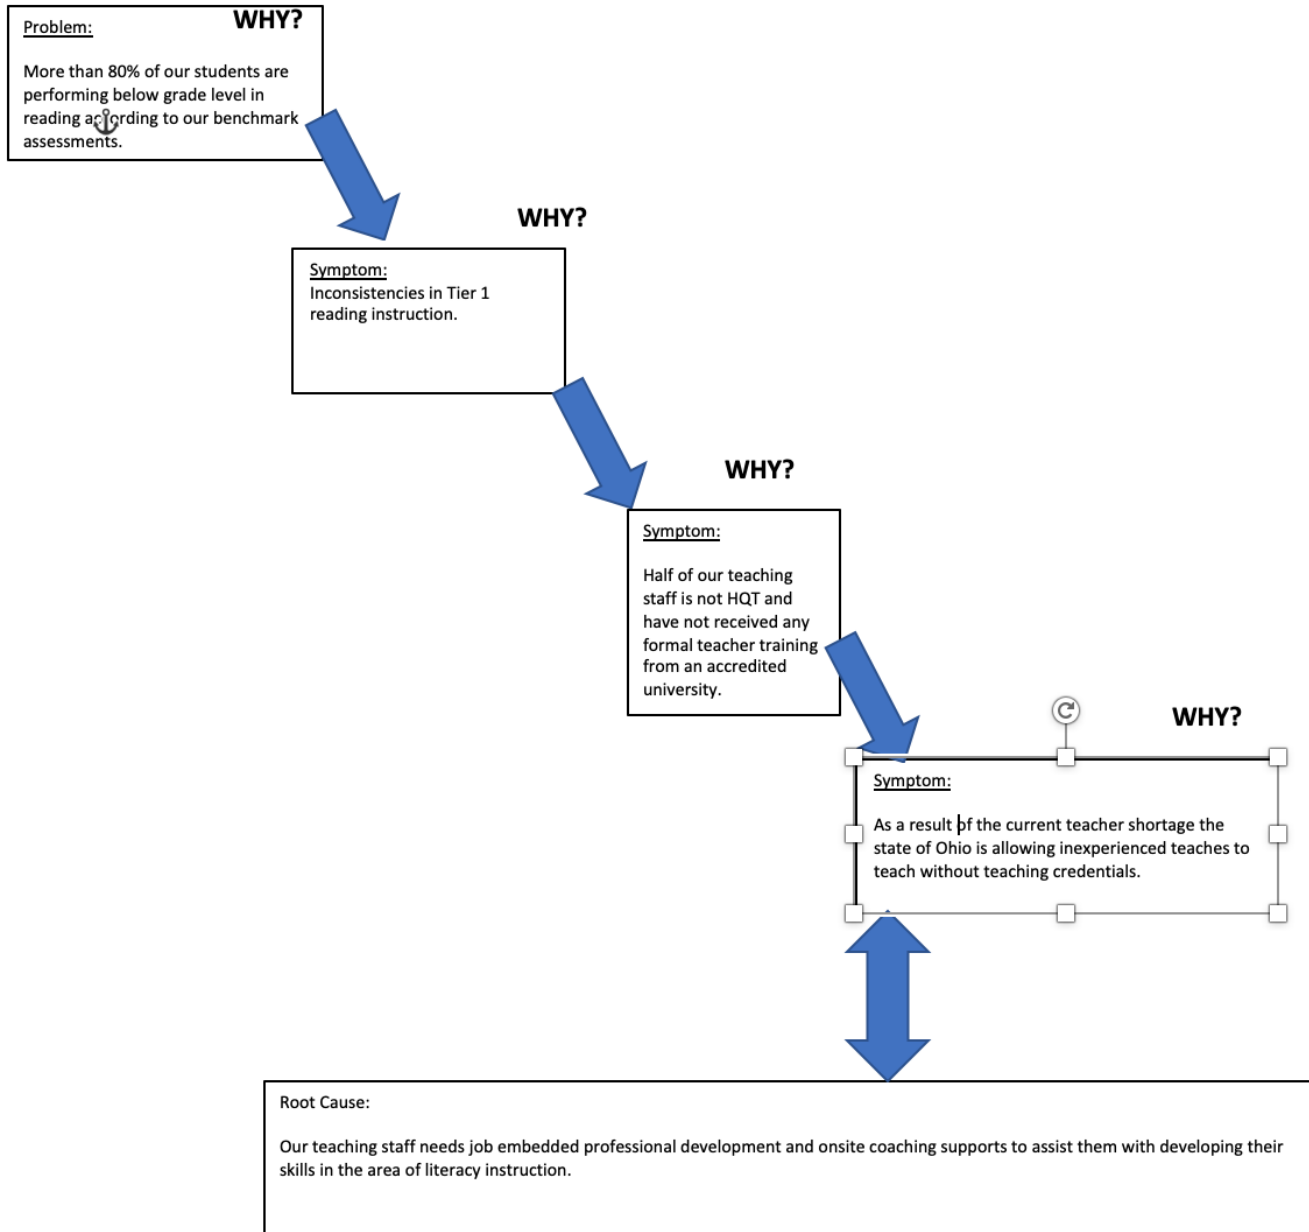 Problem:
WHY?
More than 80% of our students are
performing below grade level in
reading according to our benchmark
assessments.
WHY?
Symptom:
Inconsistencies in Tier 1
reading instruction.
WHY?
Symptom:
Half of our teaching
staff is not HQT and
have not received any
formal teacher training
from an accredited
university.
WHY?
Symptom:
As a result of the current teacher shortage the
state of Ohio is allowing inexperienced teaches to
teach without teaching credentials.
Root Cause:
Our teaching staff needs job embedded professional development and onsite coaching supports to assist them with developing their
skills in the area of literacy instruction.